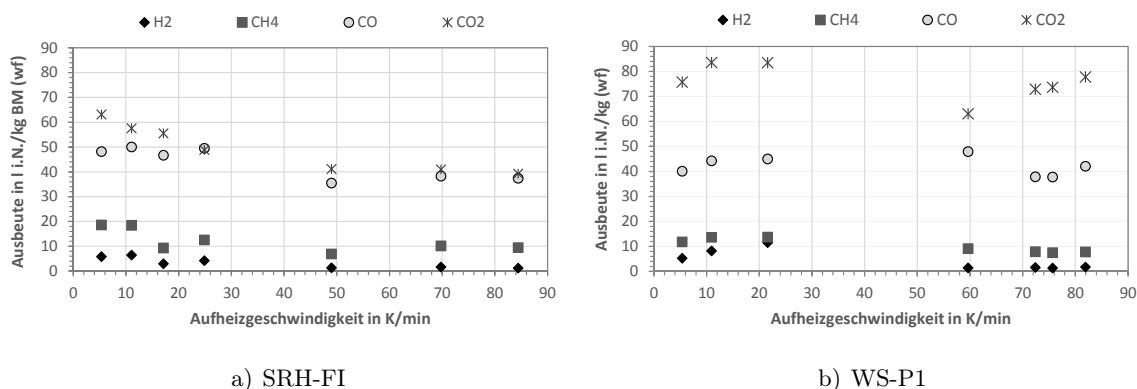 H2 CH4 CO CO2
90
80
70
60
50
40
30
20
10
0
0 10 20 30 40 50 60 70 80 90
Ausbeute in l i.N./kg BM (wf)
Aufheizgeschwindigkeit in K/min
a) SRH-FI
H2 CH4 CO CO2
90
80
70
60
50
40
30
20
10
0
0 10 20 30 40 50 60 70 80 90
Ausbeute in l i.N./kg (wf)
Aufheizgeschwindigkeit in K/min
b) WS-P1